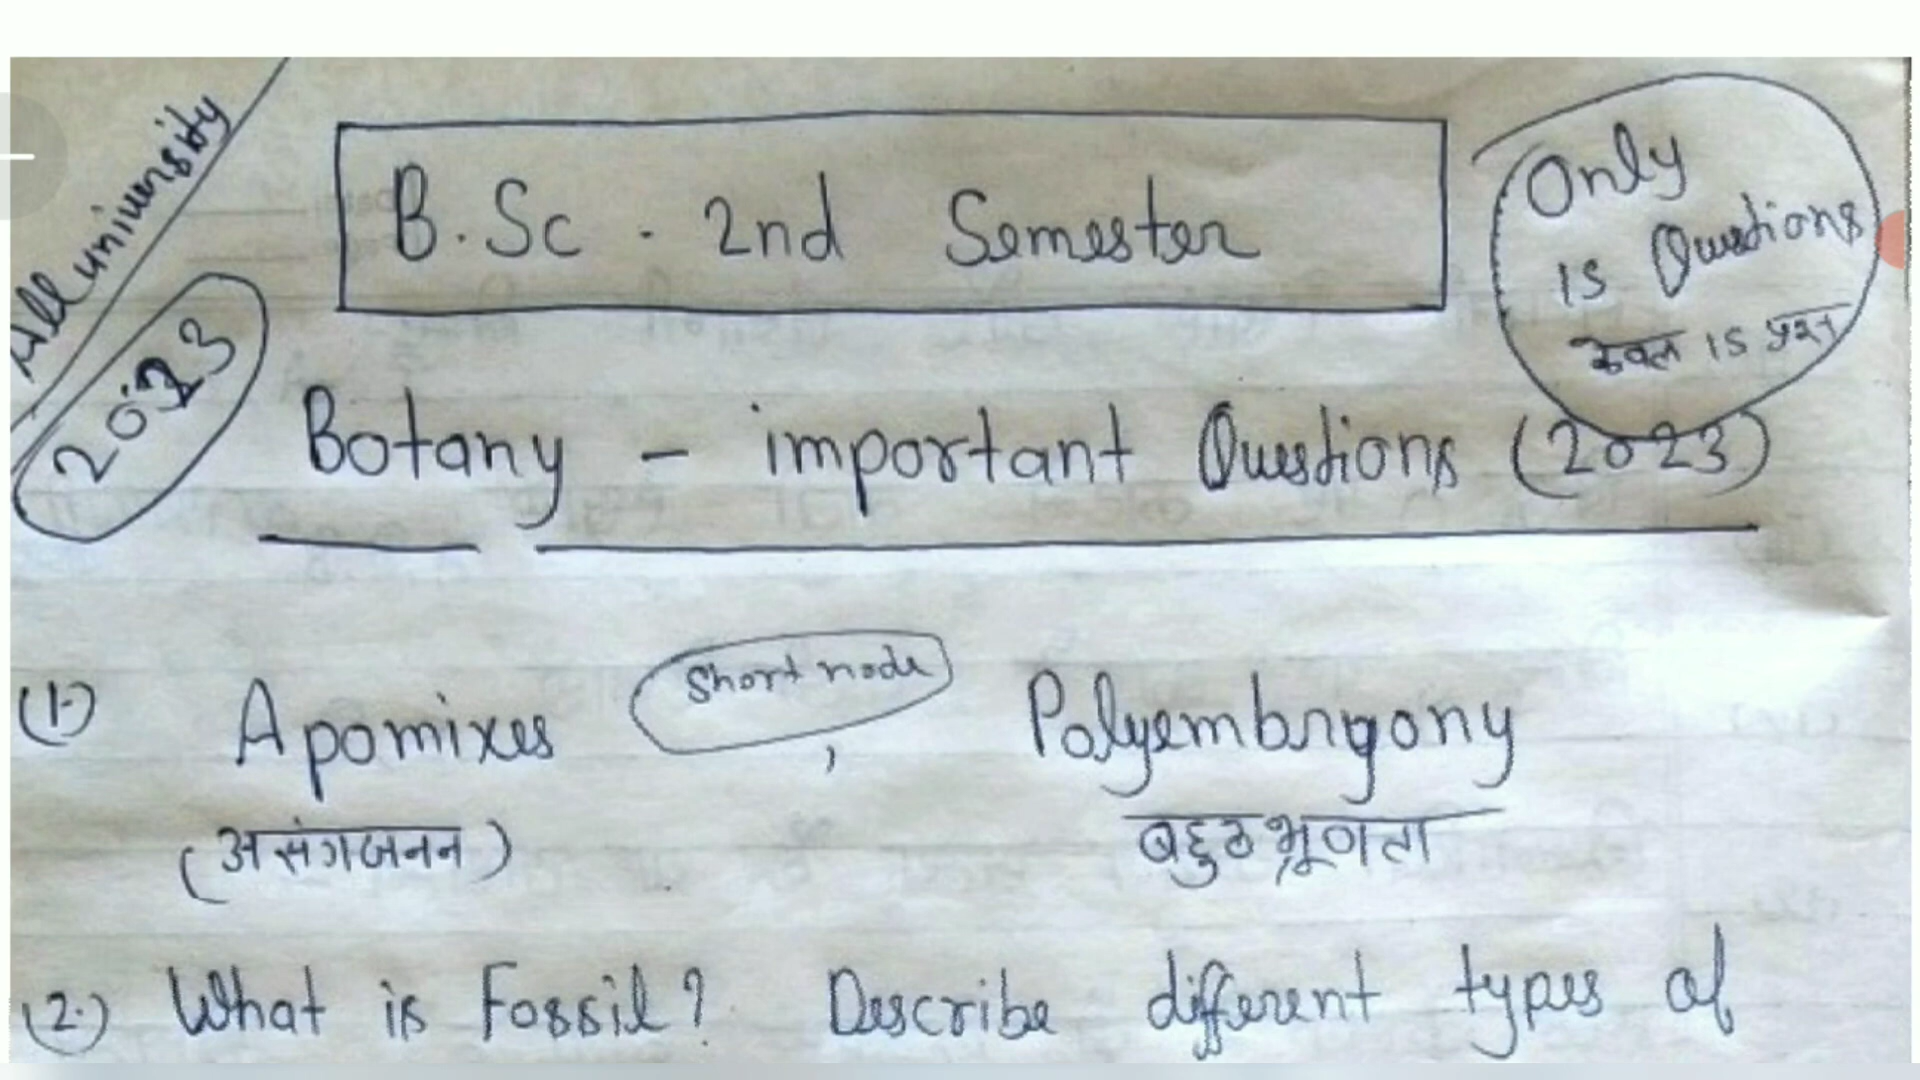 All university
2023
B.Sc. 2nd Semester
Only
15 Questions
केवल 15 प्रश्न
Botany - important Questions (2023)
(1.) Apomixes short node , Polyembryony
(असंगजनन) बहुभ्रूणता
(2.) What is Fossil? Describe different types of